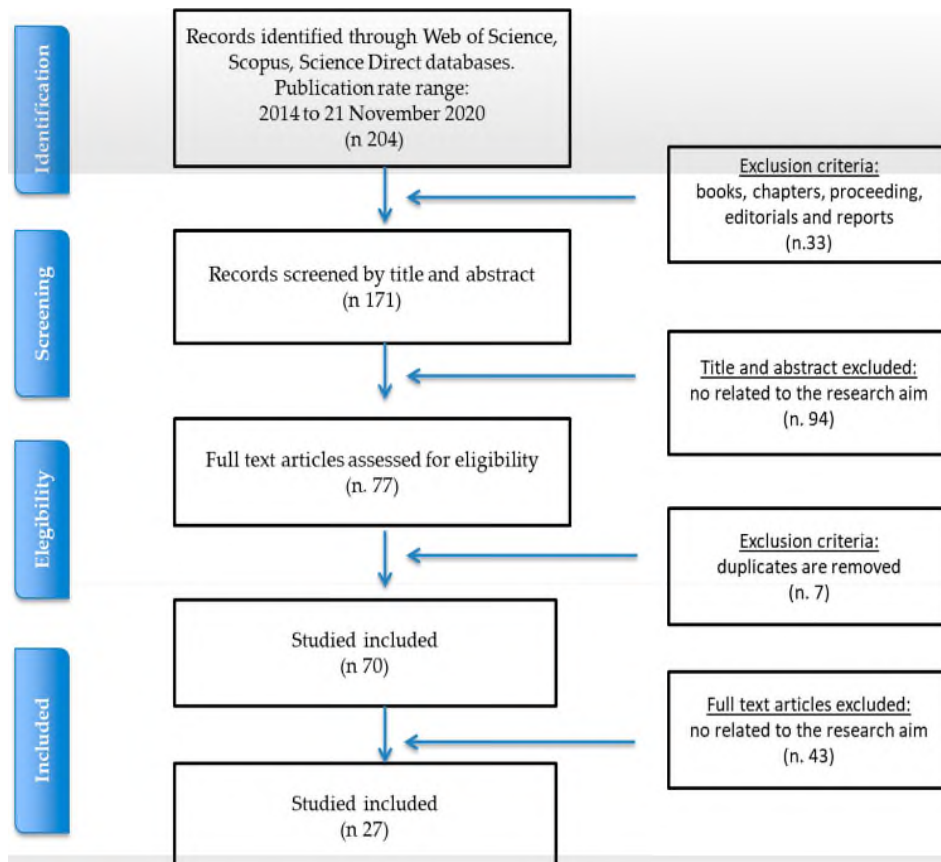 Identification
Records identified through Web of Science,
Scopus, Science Direct databases.
Publication rate range:
2014 to 21 November 2020
(n 204)
Exclusion criteria:
books, chapters, proceeding,
editorials and reports
(n.33)
Screening
Records screened by title and abstract
(n 171)
Title and abstract excluded:
no related to the research aim
(n. 94)
Elegibility
Full text articles assessed for eligibility
(n. 77)
Exclusion criteria:
duplicates are removed
(n. 7)
Included
Studied included
(n 70)
Full text articles excluded:
no related to the research aim
(n. 43)
Studied included
(n 27)